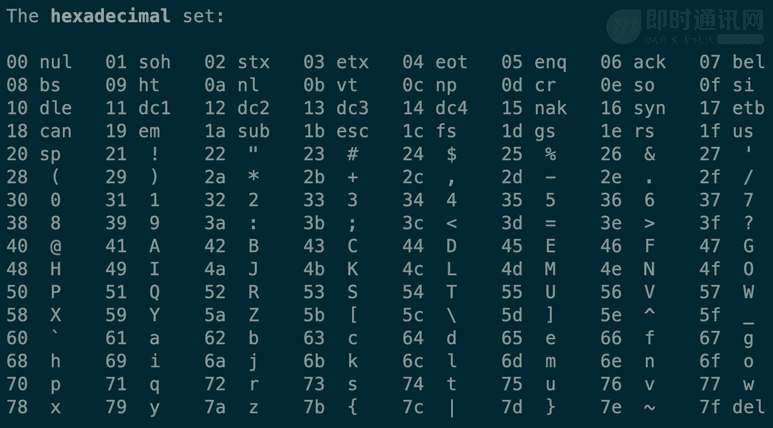 The hexadecimal set:
即时通讯网
00 nul 01 soh 02 stx 03 etx 04 eot 05 enq 06 ack 07 bel
08 bs 09 ht 0a nl 0b vt 0c np 0d cr 0e so 0f si
10 dle 11 dc1 12 dc2 13 dc3 14 dc4 15 nak 16 syn 17 etb
18 can 19 em 1a sub 1b esc 1c fs 1d gs 1e rs 1f us
20 sp 21 ! 22 " 23 # 24 $ 25 % 26 & 27 '
28 ( 29 ) 2a * 2b + 2c , 2d - 2e . 2f /
30 0 31 1 32 2 33 3 34 4 35 5 36 6 37 7
38 8 39 9 3a : 3b ; 3c < 3d = 3e > 3f ?
40 @ 41 A 42 B 43 C 44 D 45 E 46 F 47 G
48 H 49 I 4a J 4b K 4c L 4d M 4e N 4f O
50 P 51 Q 52 R 53 S 54 T 55 U 56 V 57 W
58 X 59 Y 5a Z 5b [ 5c \ 5d ] 5e ^ 5f _
60 ` 61 a 62 b 63 c 64 d 65 e 66 f 67 g
68 h 69 i 6a j 6b k 6c l 6d m 6e n 6f o
70 p 71 q 72 r 73 s 74 t 75 u 76 v 77 w
78 x 79 y 7a z 7b { 7c | 7d } 7e ~ 7f del